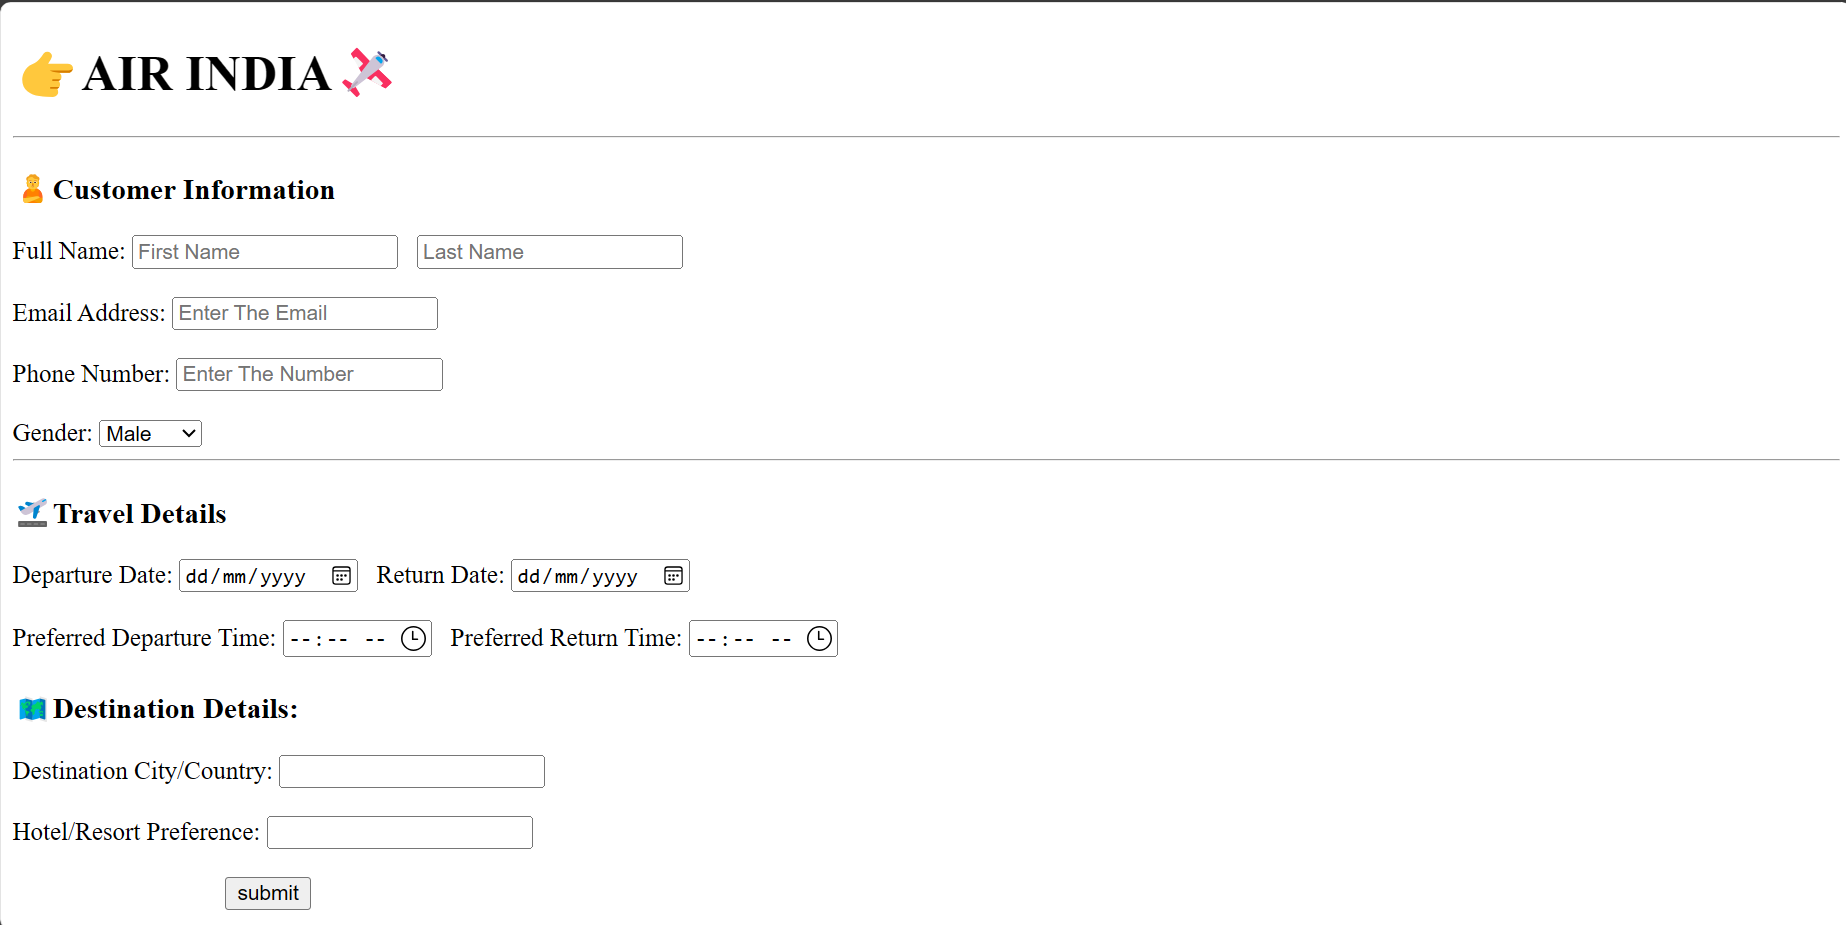 AIR INDIA
Customer Information
Full Name: First Name Last Name
Email Address: Enter The Email
Phone Number: Enter The Number
Gender: Male
Travel Details
Departure Date: dd/mm/yyyy Return Date: dd/mm/yyyy
Preferred Departure Time: --:-- -- Preferred Return Time: --:-- --
Destination Details:
Destination City/Country:
Hotel/Resort Preference:
submit